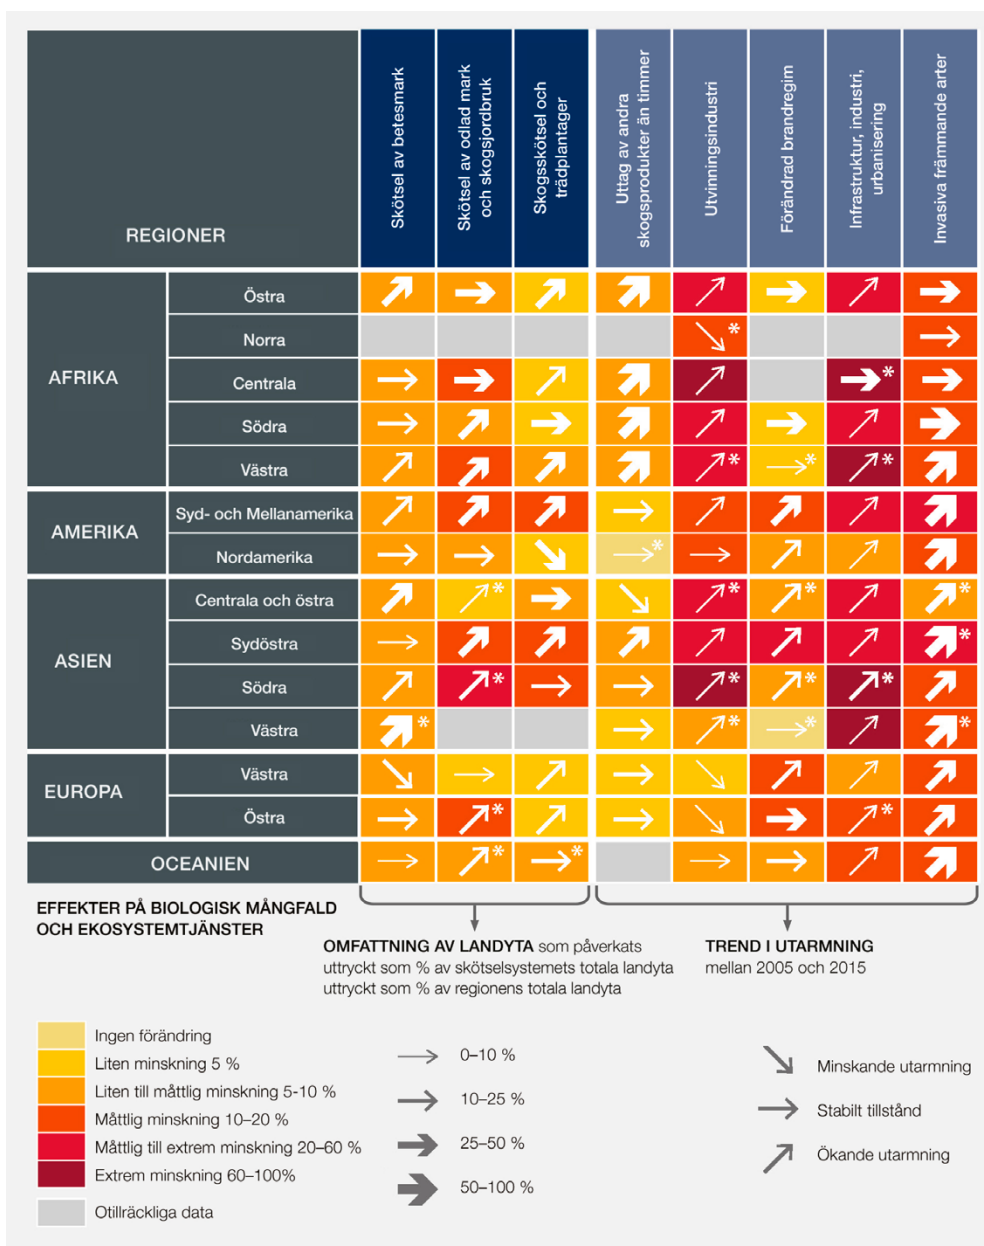 Skötsel av betesmark
Skötsel av odlad mark
och skogsjordbruk
Skogsskötsel och
trädplantager
Uttag av andra
skogsprodukter än timmer
Utvinningsindustri
Förändrad brandregim
Infrastruktur, industri,
urbanisering
Invasiva främmande arter
REGIONER
AFRIKA
Östra
Norra
*
Centrala
*
Södra
Västra
* * *
AMERIKA
Syd- och Mellanamerika
Nordamerika
*
ASIEN
Centrala och östra
* * * *
Sydöstra
*
Södra
* * * *
Västra
* * * *
EUROPA
Västra
Östra
* *
OCEANIEN
* *
EFFEKTER PÅ BIOLOGISK MÅNGFALD
OCH EKOSYSTEMTJÄNSTER
OMFATTNING AV LANDYTA som påverkats
uttryckt som % av skötselsystemets totala landyta
uttryckt som % av regionens totala landyta
TREND I UTARMNING
mellan 2005 och 2015
Ingen förändring
Liten minskning 5 %
Liten till måttlig minskning 5-10 %
Måttlig minskning 10–20 %
Måttlig till extrem minskning 20–60 %
Extrem minskning 60–100%
Otillräckliga data
0–10 %
10–25 %
25–50 %
50–100 %
Minskande utarmning
Stabilt tillstånd
Ökande utarmning